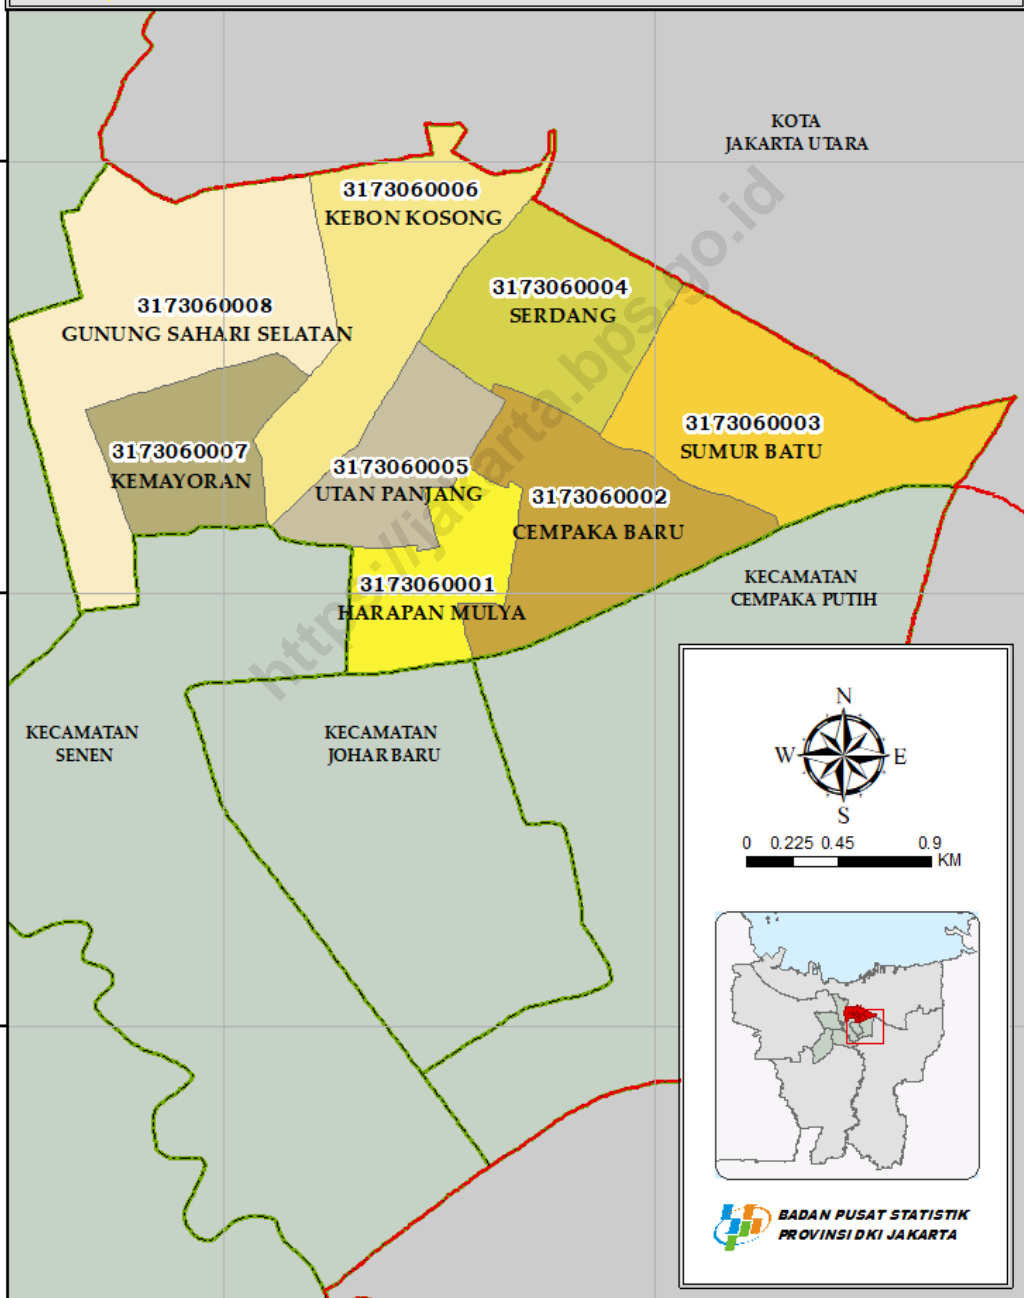 KOTA
JAKARTA UTARA
3173060006
KEBON KOSONG
3173060004
SERDANG
3173060008
GUNUNG SAHARI SELATAN
3173060003
SUMUR BATU
3173060007
KEMAYORAN
3173060005
UTAN PANJANG
3173060002
CEMPAKA BARU
3173060001
HARAPAN MULYA
KECAMATAN
CEMPAKA PUTIH
KECAMATAN
SENEN
KECAMATAN
JOHAR BARU
https://jakarta.bps.go.id
N
W E
S
0 0.225 0.45 0.9
KM
BADAN PUSAT STATISTIK
PROVINSI DKI JAKARTA